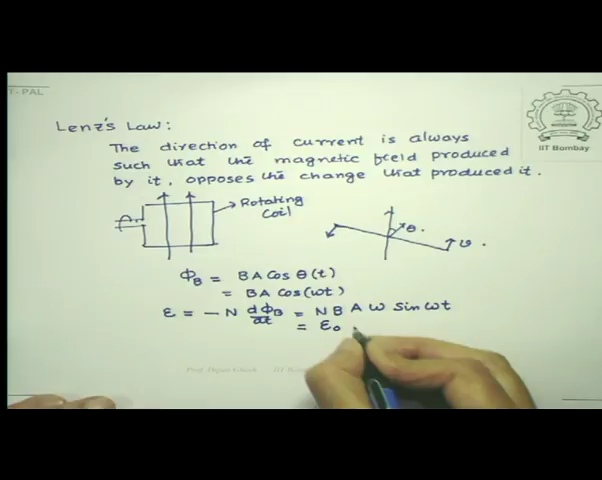 T - PAL
IIT Bombay
Lenz's Law:
The direction of current is always
such that the magnetic field produced
by it, opposes the change that produced it.
Rotating
coil
θ.
υ.
Φ_B = BA cos θ(t)
= BA cos(ωt)
ε = -N dΦ_B/dt = NBAω sin ωt
= ε₀